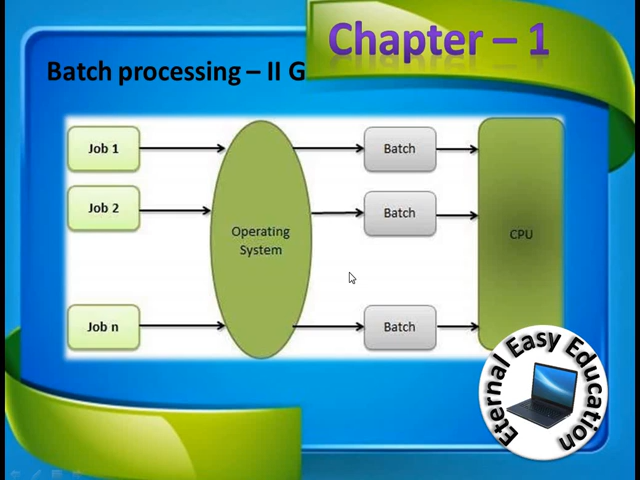 Chapter – 1
Batch processing – II G
Job 1
Batch
Job 2
Batch
Operating
System
CPU
Job n
Batch
Eternal Easy Education